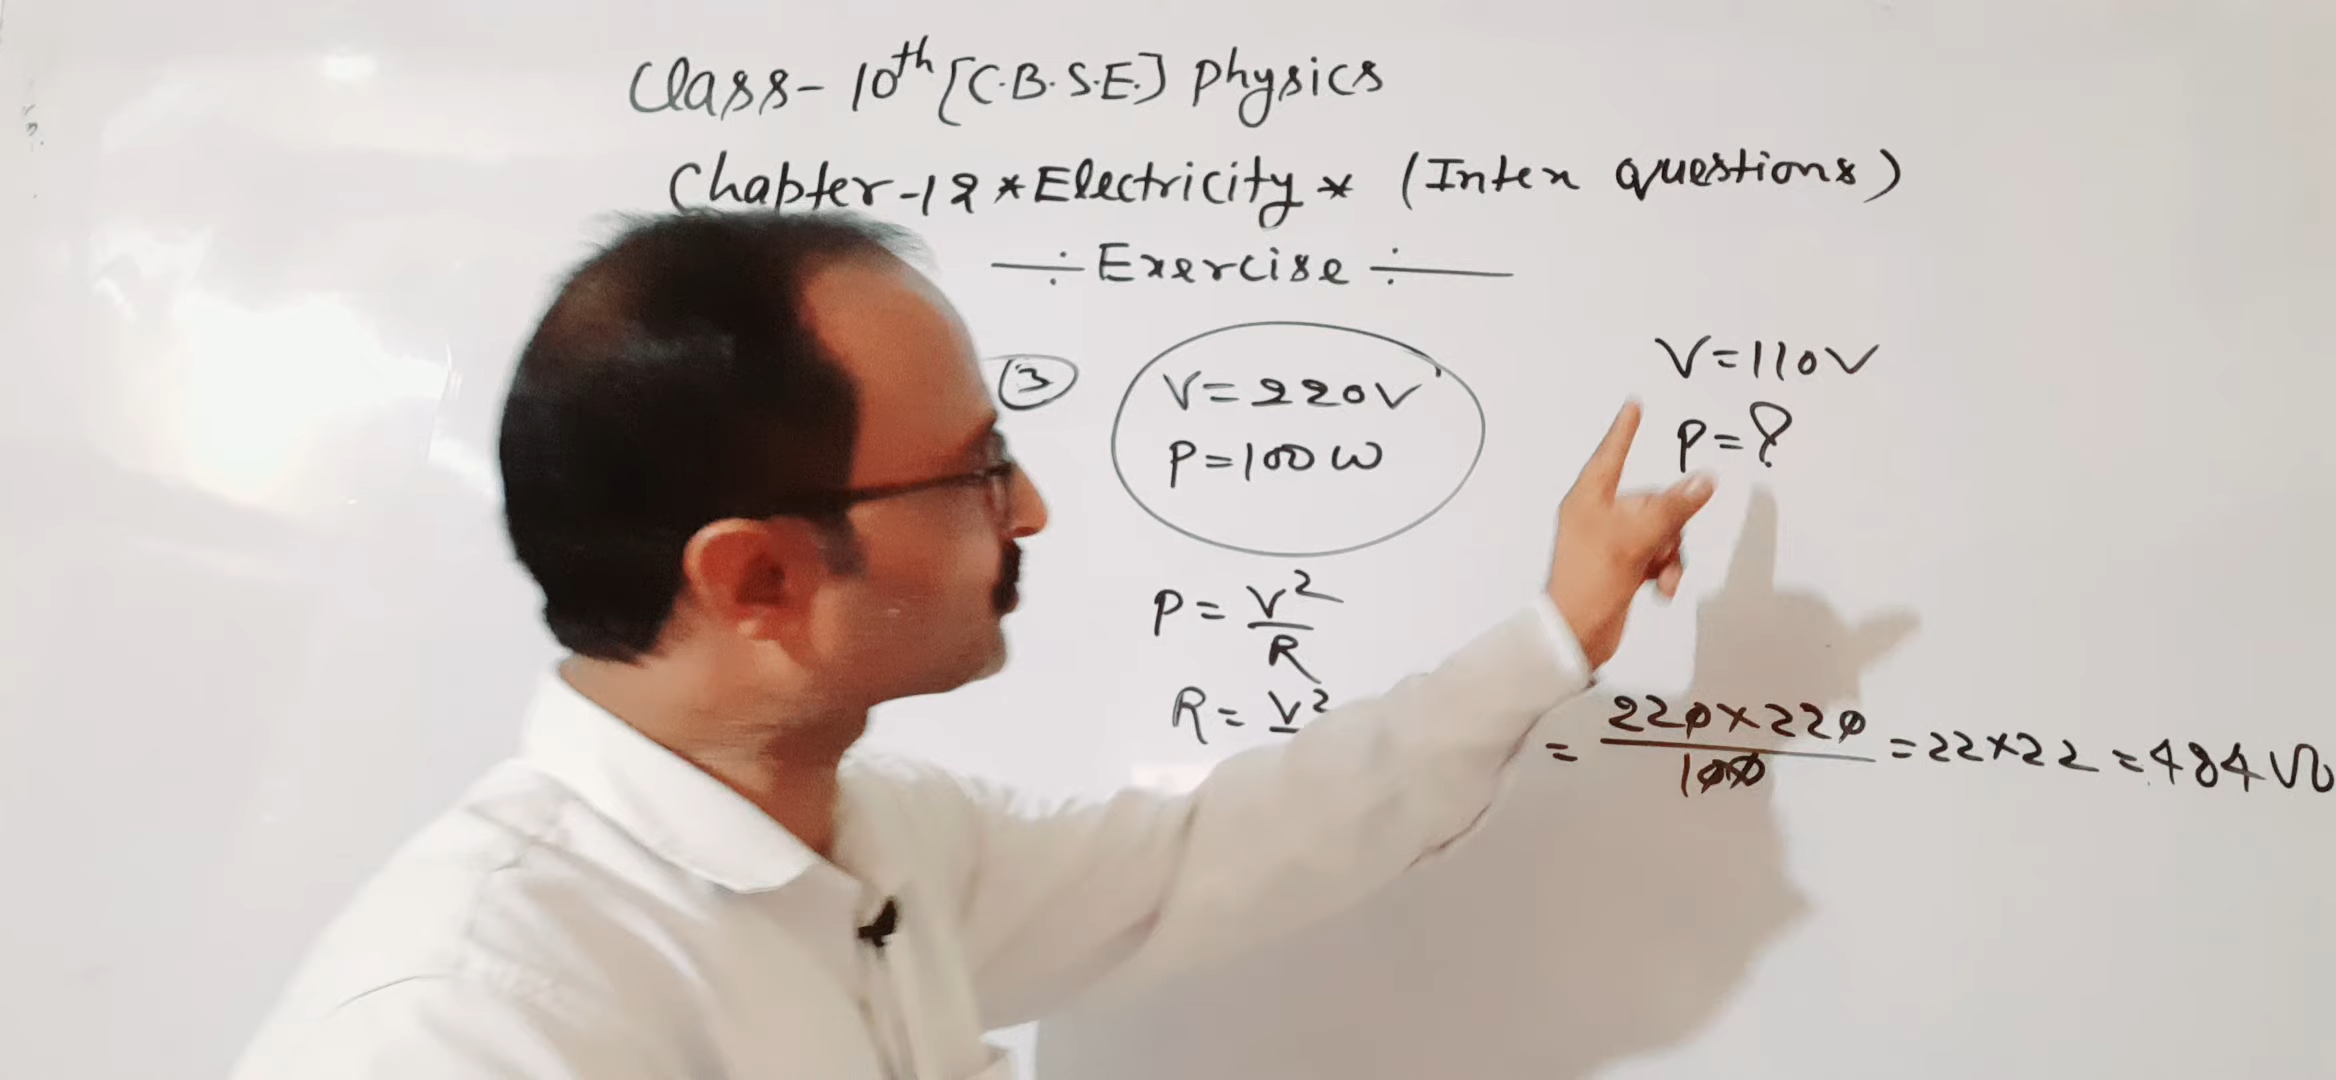 Class- 10th [C.B.S.E.] Physics
Chapter-12 *Electricity* (Intex questions)
÷ Exercise ÷
3
V=220V
P=100W
V=110V
P=?
P=V²/R
R=V²
=220×220/100=22×22=484Ω